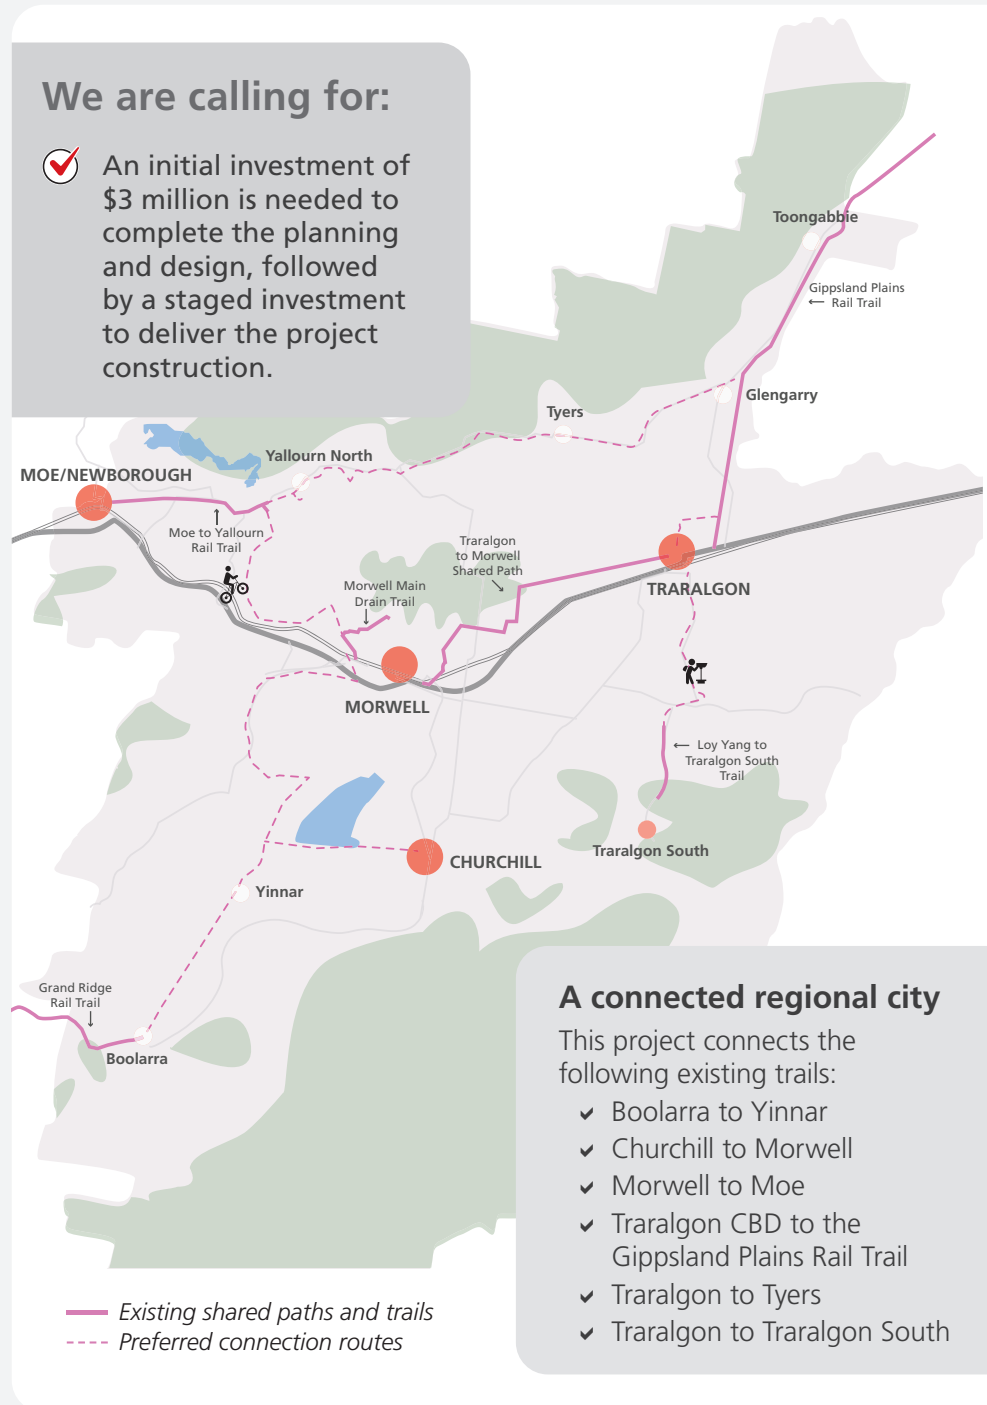 We are calling for:
An initial investment of
$3 million is needed to
complete the planning
and design, followed
by a staged investment
to deliver the project
construction.
Toongabbie
Gippsland Plains
← Rail Trail
Glengarry
Tyers
Yallourn North
MOE/NEWBOROUGH
Moe to Yallourn
Rail Trail
Traralgon
to Morwell
Shared Path
Morwell Main
Drain Trail
TRARALGON
MORWELL
← Loy Yang to
Traralgon South
Trail
Traralgon South
CHURCHILL
Yinnar
Grand Ridge
Rail Trail
Boolarra
A connected regional city
This project connects the
following existing trails:
Boolarra to Yinnar
Churchill to Morwell
Morwell to Moe
Traralgon CBD to the
Gippsland Plains Rail Trail
Traralgon to Tyers
Traralgon to Traralgon South
Existing shared paths and trails
Preferred connection routes